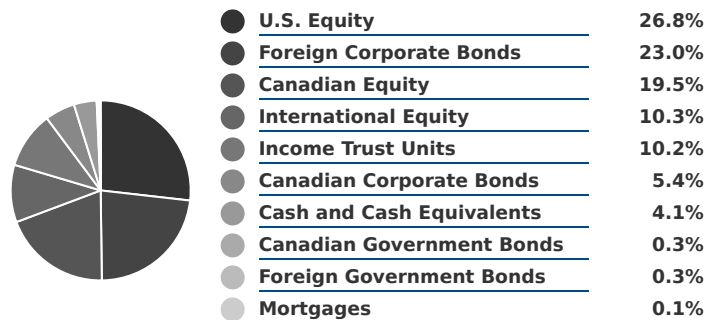 U.S. Equity 26.8%
Foreign Corporate Bonds 23.0%
Canadian Equity 19.5%
International Equity 10.3%
Income Trust Units 10.2%
Canadian Corporate Bonds 5.4%
Cash and Cash Equivalents 4.1%
Canadian Government Bonds 0.3%
Foreign Government Bonds 0.3%
Mortgages 0.1%